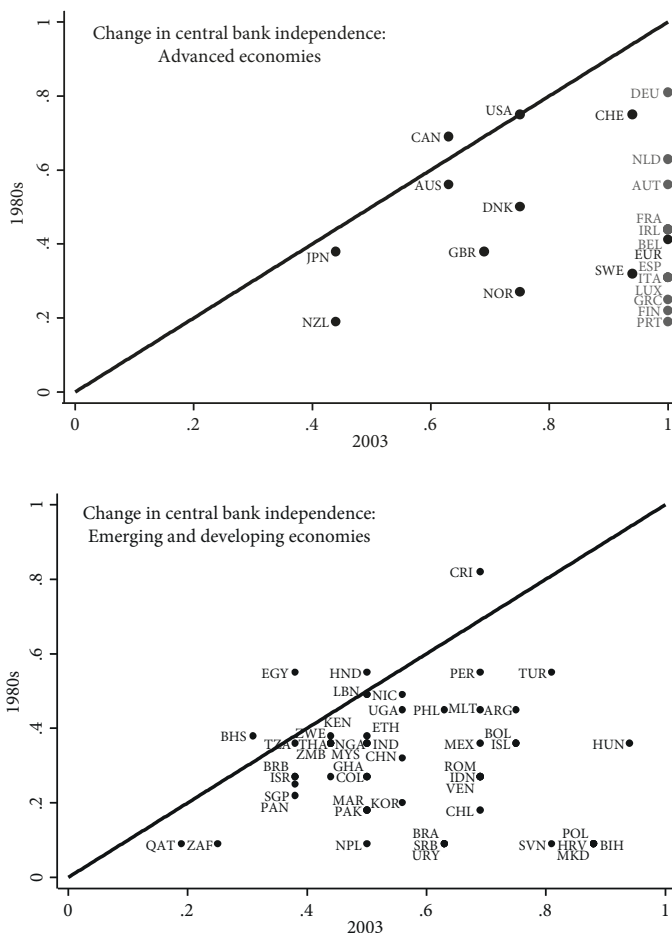 Change in central bank independence:
Advanced economies
1980s
1
.8
.6
.4
.2
0
DEU
USA
CHE
CAN
NLD
AUS
AUT
DNK
FRA
IRL
BEL
JPN
GBR
EUR
ESP
SWE
ITA
NOR
LUX
GRC
FIN
NZL
PRT
0
.2
.4
.6
.8
1
2003
Change in central bank independence:
Emerging and developing economies
1980s
1
.8
.6
.4
.2
0
CRI
EGY
HND
PER
TUR
LBN
NIC
UGA
PHL
MLT
ARG
KEN
ETH
BHS
ZWE
BOL
TZA
THA
NGA
IND
MEX
ISL
HUN
ZMB
MYS
CHN
BRB
GHA
ROM
ISR
COL
IDN
VEN
SGP
MAR
KOR
PAN
PAK
CHL
BRA
POL
QAT
ZAF
NPL
SRB
SVN
HRV
BIH
URY
MKD
0
.2
.4
.6
.8
1
2003